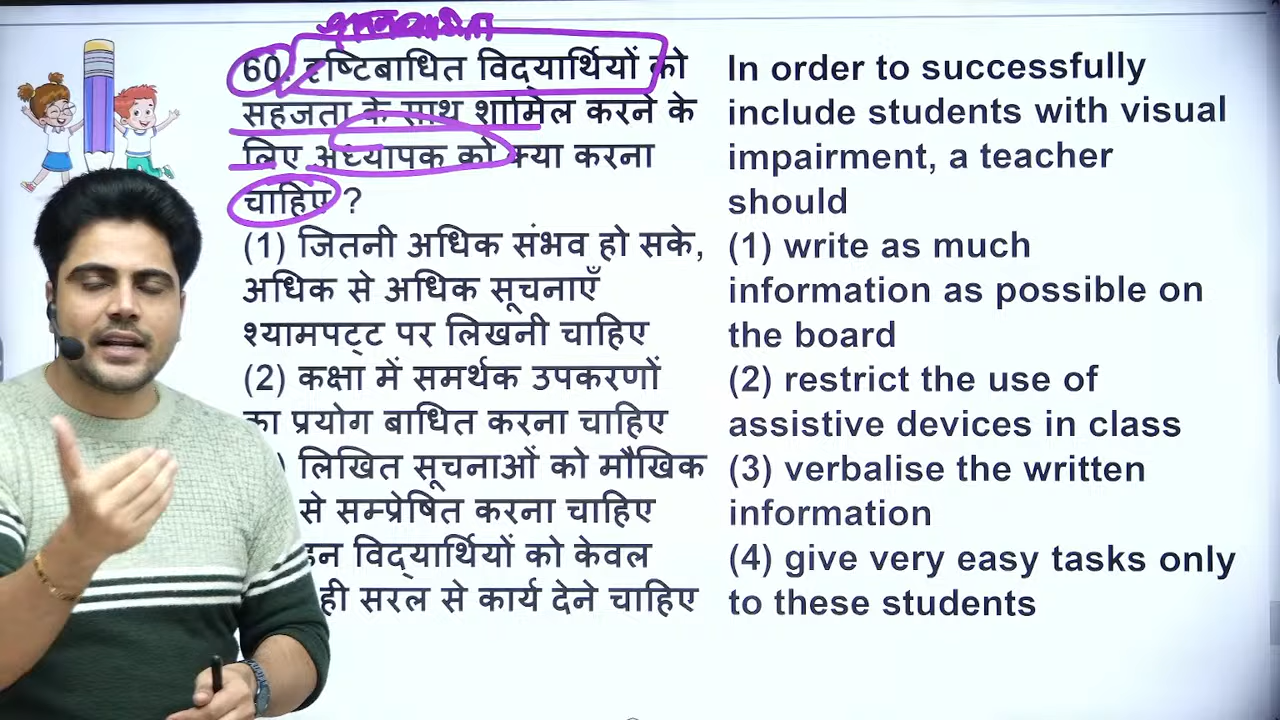 60. दृष्टिबाधित विद्यार्थियों को
सहजता के साथ शामिल करने के
लिए अध्यापक को क्या करना
चाहिए ?
(1) जितनी अधिक संभव हो सके,
अधिक से अधिक सूचनाएँ
श्यामपट्ट पर लिखनी चाहिए
(2) कक्षा में समर्थक उपकरणों
का प्रयोग बाधित करना चाहिए
लिखित सूचनाओं को मौखिक
से सम्प्रेषित करना चाहिए
इन विद्यार्थियों को केवल
ही सरल से कार्य देने चाहिए
In order to successfully
include students with visual
impairment, a teacher
should
(1) write as much
information as possible on
the board
(2) restrict the use of
assistive devices in class
(3) verbalise the written
information
(4) give very easy tasks only
to these students